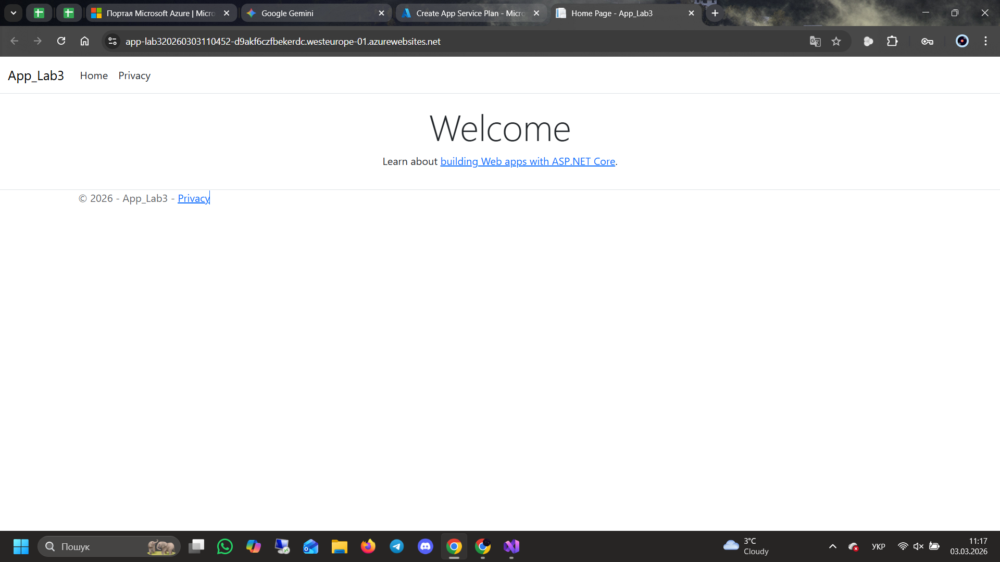 Портал Microsoft Azure | Micro
Google Gemini
Create App Service Plan - Micro
Home Page - App_Lab3
app-lab320260303110452-d9akf6czfbekerdc.westeurope-01.azurewebsites.net
App_Lab3 Home Privacy
Welcome
Learn about building Web apps with ASP.NET Core.
© 2026 - App_Lab3 - Privacy
Пошук
3°C
Cloudy
УКР
11:17
03.03.2026